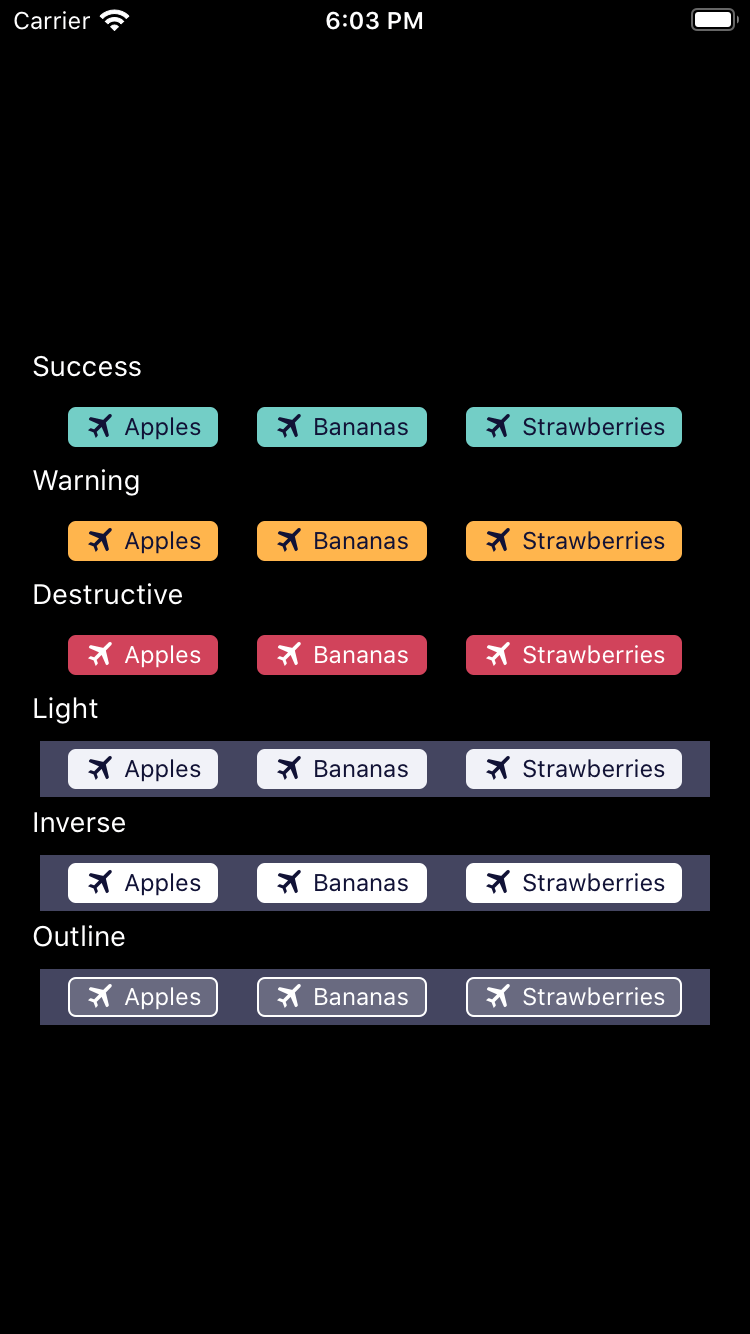 Carrier 6:03 PM
Success
Apples Bananas Strawberries
Warning
Apples Bananas Strawberries
Destructive
Apples Bananas Strawberries
Light
Apples Bananas Strawberries
Inverse
Apples Bananas Strawberries
Outline
Apples Bananas Strawberries